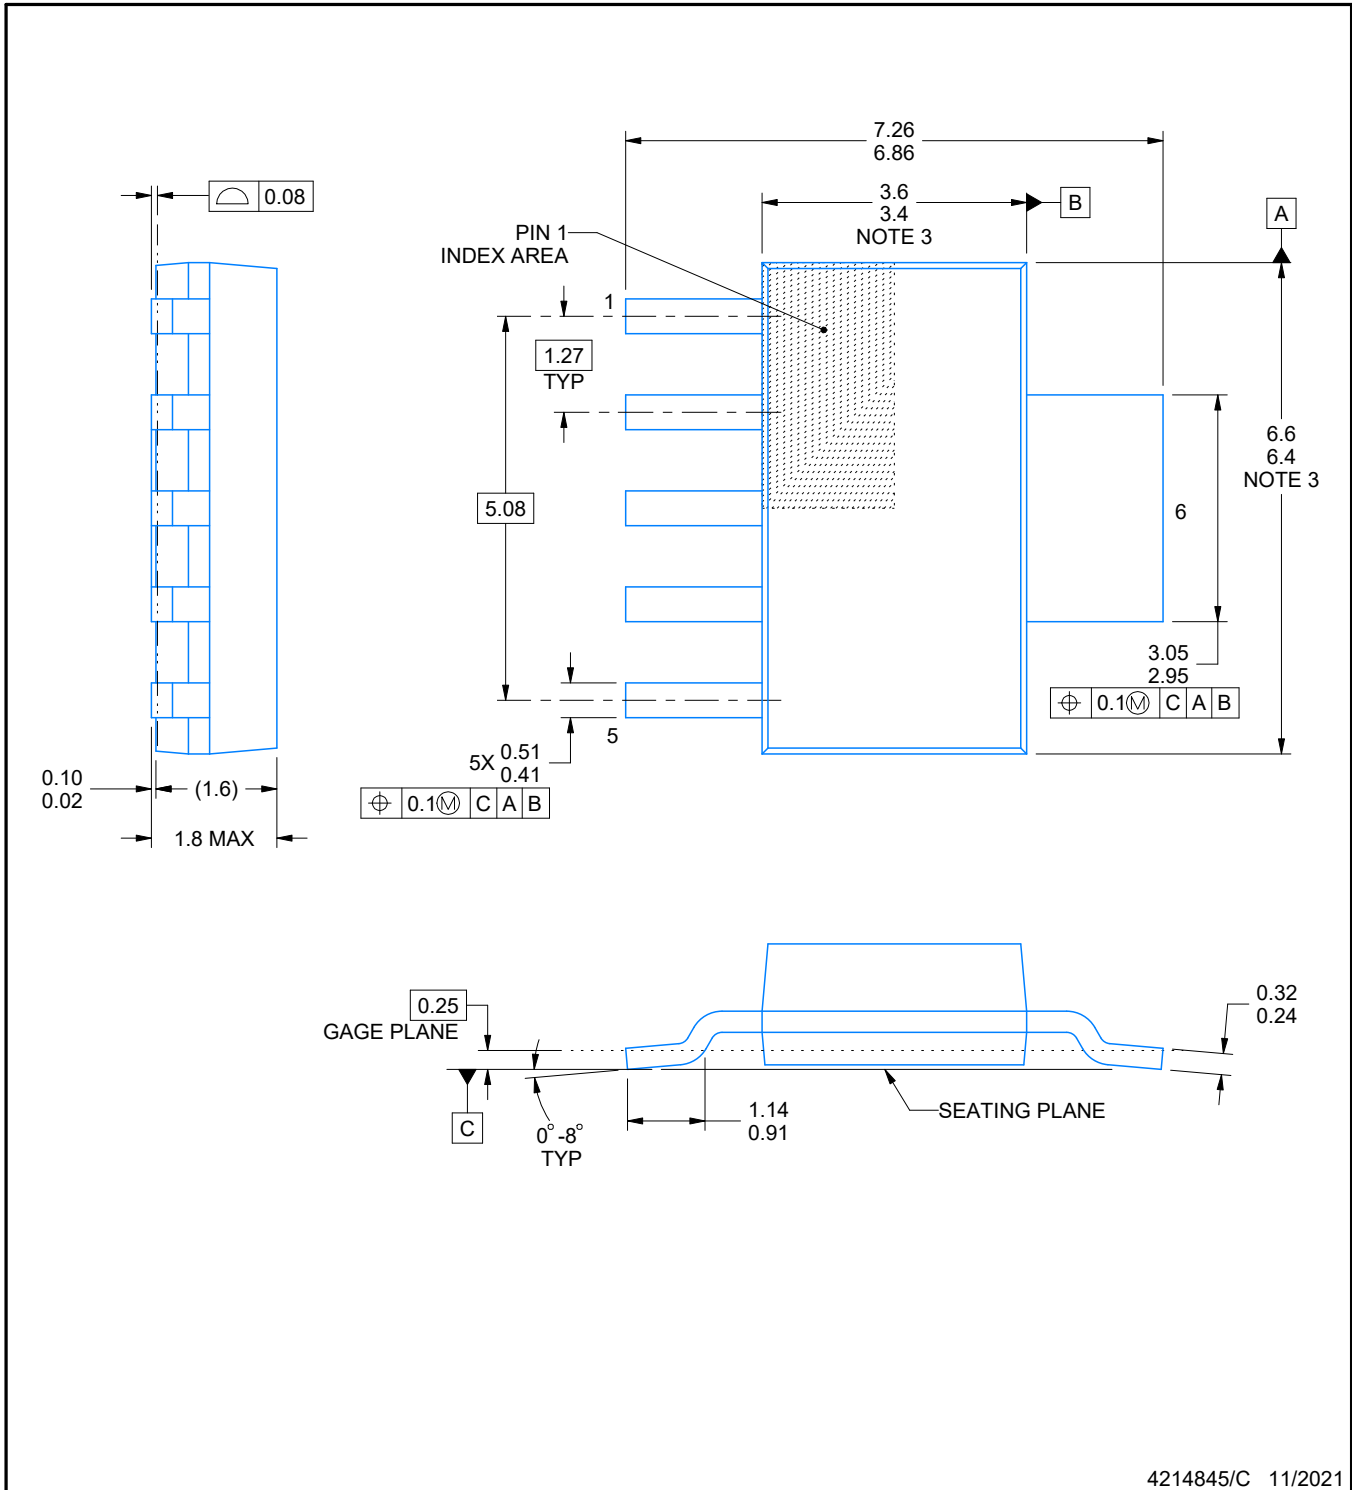 7.26
6.86
0.08
3.6
3.4
NOTE 3
B
A
PIN 1
INDEX AREA
1
1.27
TYP
5.08
6.6
6.4
NOTE 3
6
3.05
2.95
⌖ 0.1Ⓜ C A B
5
5X 0.51
0.41
⌖ 0.1Ⓜ C A B
0.10
0.02
(1.6)
1.8 MAX
0.25
GAGE PLANE
0.32
0.24
C
0°-8°
TYP
1.14
0.91
SEATING PLANE
4214845/C 11/2021